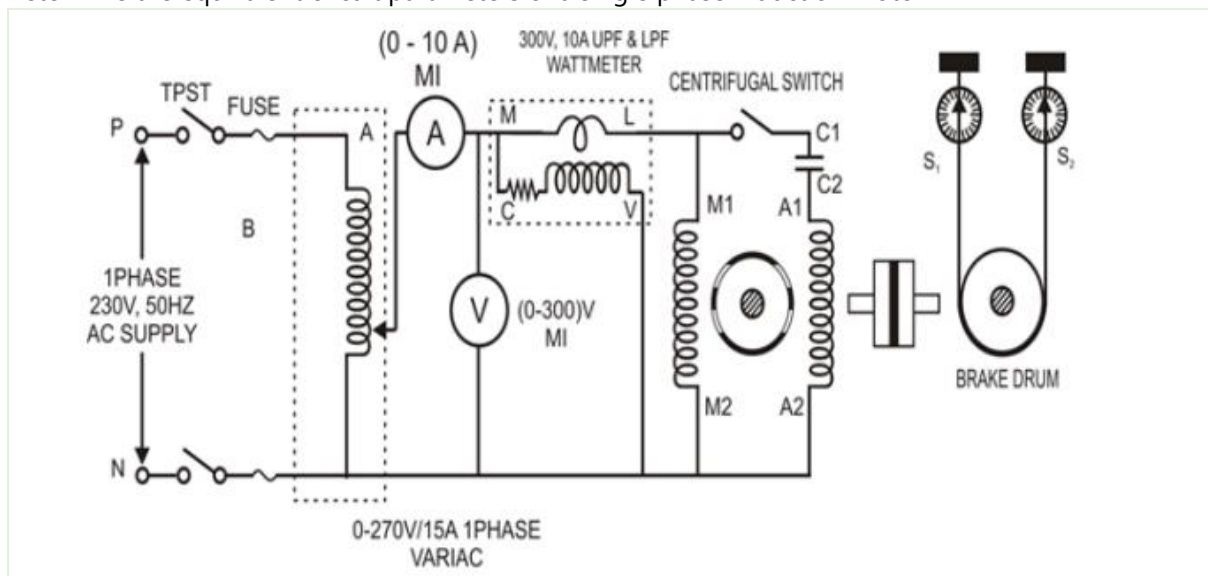 (0 - 10 A)
MI
300V, 10A UPF & LPF
WATTMETER
CENTRIFUGAL SWITCH
TPST
FUSE
P
A
A
M
L
C1
C2
S₁
S₂
C
V
M1
A1
B
1PHASE
230V, 50HZ
AC SUPPLY
V
(0-300)V
MI
BRAKE DRUM
M2
A2
N
0-270V/15A 1PHASE
VARIAC